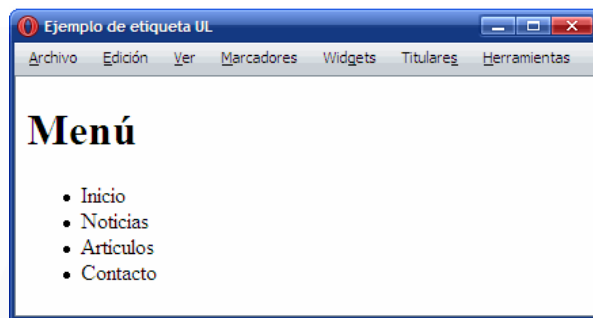 Ejemplo de etiqueta UL
Archivo Edición Ver Marcadores Widgets Titulares Herramientas
Menú
Inicio
Noticias
Artículos
Contacto